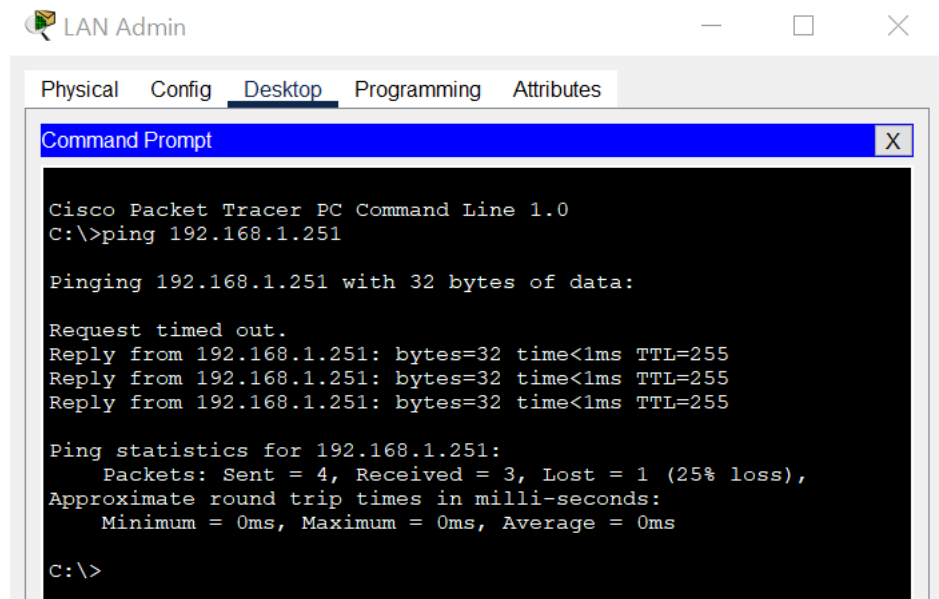 LAN Admin
Physical Config Desktop Programming Attributes
Command Prompt X
Cisco Packet Tracer PC Command Line 1.0
C:\>ping 192.168.1.251
Pinging 192.168.1.251 with 32 bytes of data:
Request timed out.
Reply from 192.168.1.251: bytes=32 time<1ms TTL=255
Reply from 192.168.1.251: bytes=32 time<1ms TTL=255
Reply from 192.168.1.251: bytes=32 time<1ms TTL=255
Ping statistics for 192.168.1.251:
    Packets: Sent = 4, Received = 3, Lost = 1 (25% loss),
Approximate round trip times in milli-seconds:
    Minimum = 0ms, Maximum = 0ms, Average = 0ms
C:\>